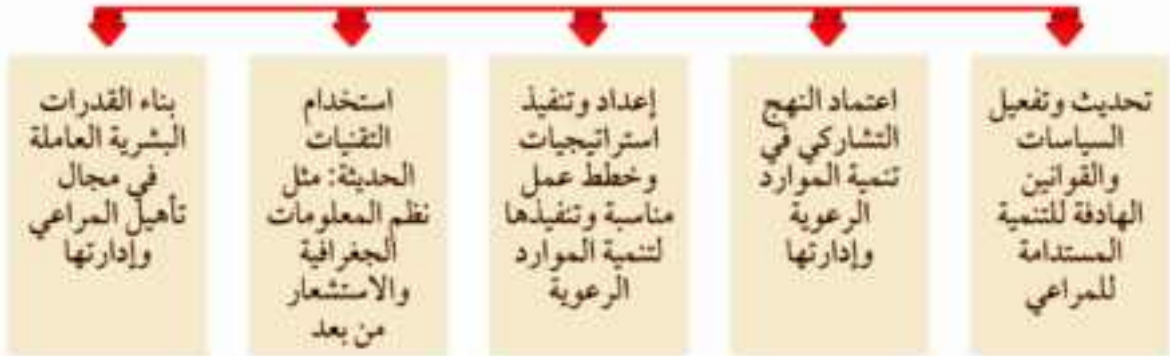 تحديث وتفعيل
السياسات
والقوانين
الهادفة للتنمية
المستدامة
للمراعي
اعتماد النهج
التشاركي في
تنمية الموارد
الرعوية
وإدارتها
إعداد وتنفيذ
استراتيجيات
وخطط عمل
مناسبة وتنفيذها
لتنمية الموارد
الرعوية
استخدام
التقنيات
الحديثة: مثل
نظم المعلومات
الجغرافية
والاستشعار
من بعد
بناء القدرات
البشرية العاملة
في مجال
تأهيل المراعي
وإدارتها